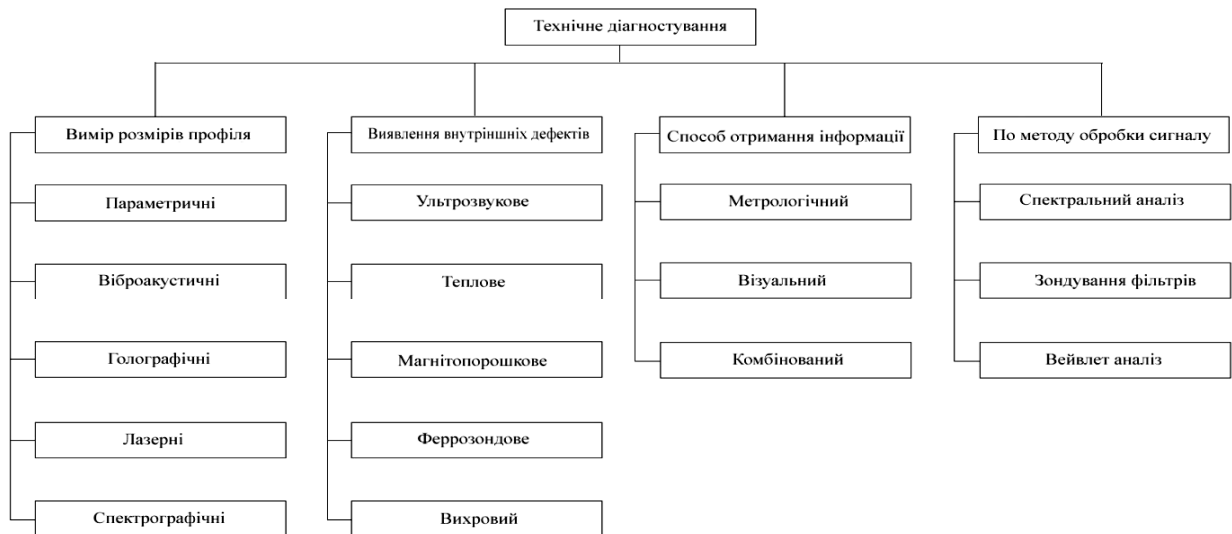 Технічне діагностування
Вимір розмірів профіля
Параметричні
Віброакустичні
Голографічні
Лазерні
Спектрографічні
Виявлення внутріншніх дефектів
Ультрозвукове
Теплове
Магнітопорошкове
Феррозондове
Вихровий
Способ отримання інформації
Метрологічний
Візуальний
Комбінований
По методу обробки сигналу
Спектральний аналіз
Зондування фільтрів
Вейвлет аналіз